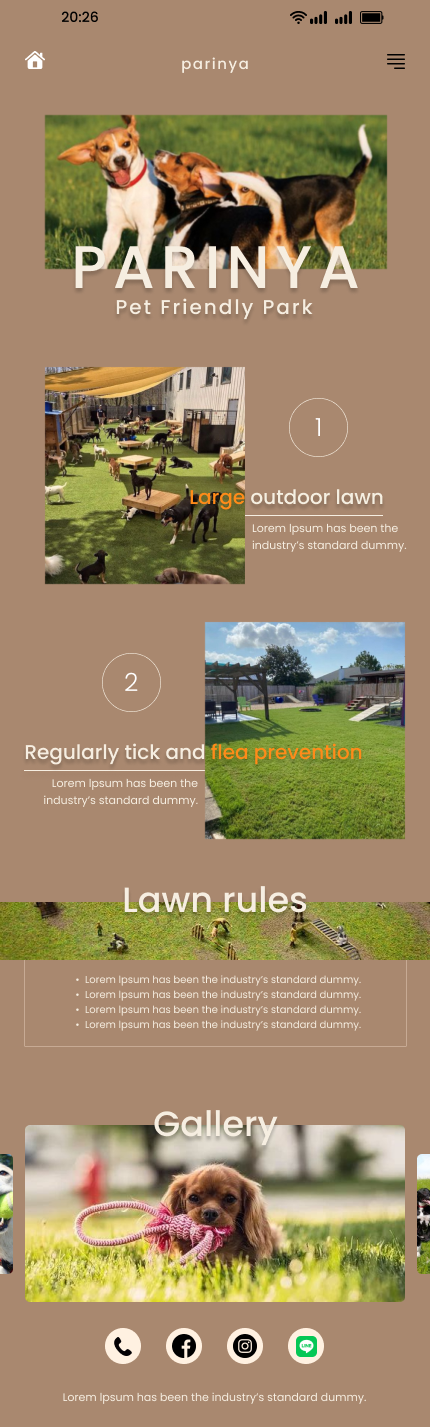 20:26
parinya
PARINYA
Pet Friendly Park
1
Large outdoor lawn
Lorem Ipsum has been the
industry's standard dummy.
2
Regularly tick and flea prevention
Lorem Ipsum has been the
industry's standard dummy.
Lawn rules
• Lorem Ipsum has been the industry's standard dummy.
• Lorem Ipsum has been the industry's standard dummy.
• Lorem Ipsum has been the industry's standard dummy.
• Lorem Ipsum has been the industry's standard dummy.
Gallery
LINE
Lorem Ipsum has been the industry's standard dummy.